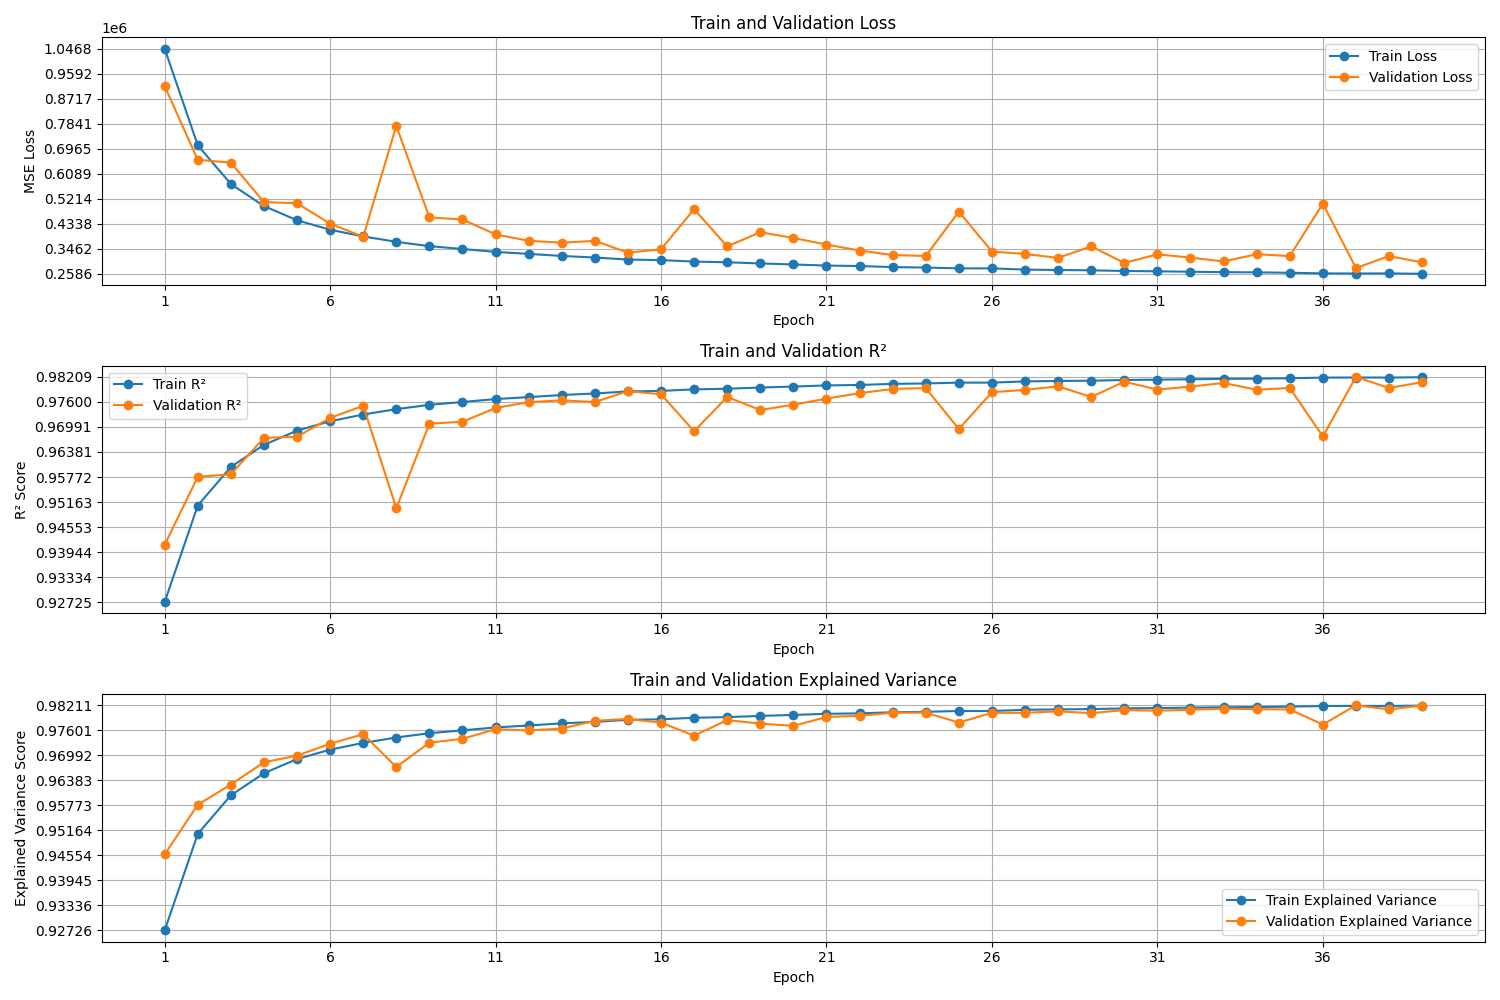 Train and Validation Loss
1e6
1.0468
0.9592
0.8717
0.7841
0.6965
0.6089
0.5214
0.4338
0.3462
0.2586
MSE Loss
Train Loss
Validation Loss
1 6 11 16 21 26 31 36
Epoch
Train and Validation R²
0.98209
0.97600
0.96991
0.96381
0.95772
0.95163
0.94553
0.93944
0.93334
0.92725
R² Score
Train R²
Validation R²
1 6 11 16 21 26 31 36
Epoch
Train and Validation Explained Variance
0.98211
0.97601
0.96992
0.96383
0.95773
0.95164
0.94554
0.93945
0.93336
0.92726
Explained Variance Score
Train Explained Variance
Validation Explained Variance
1 6 11 16 21 26 31 36
Epoch